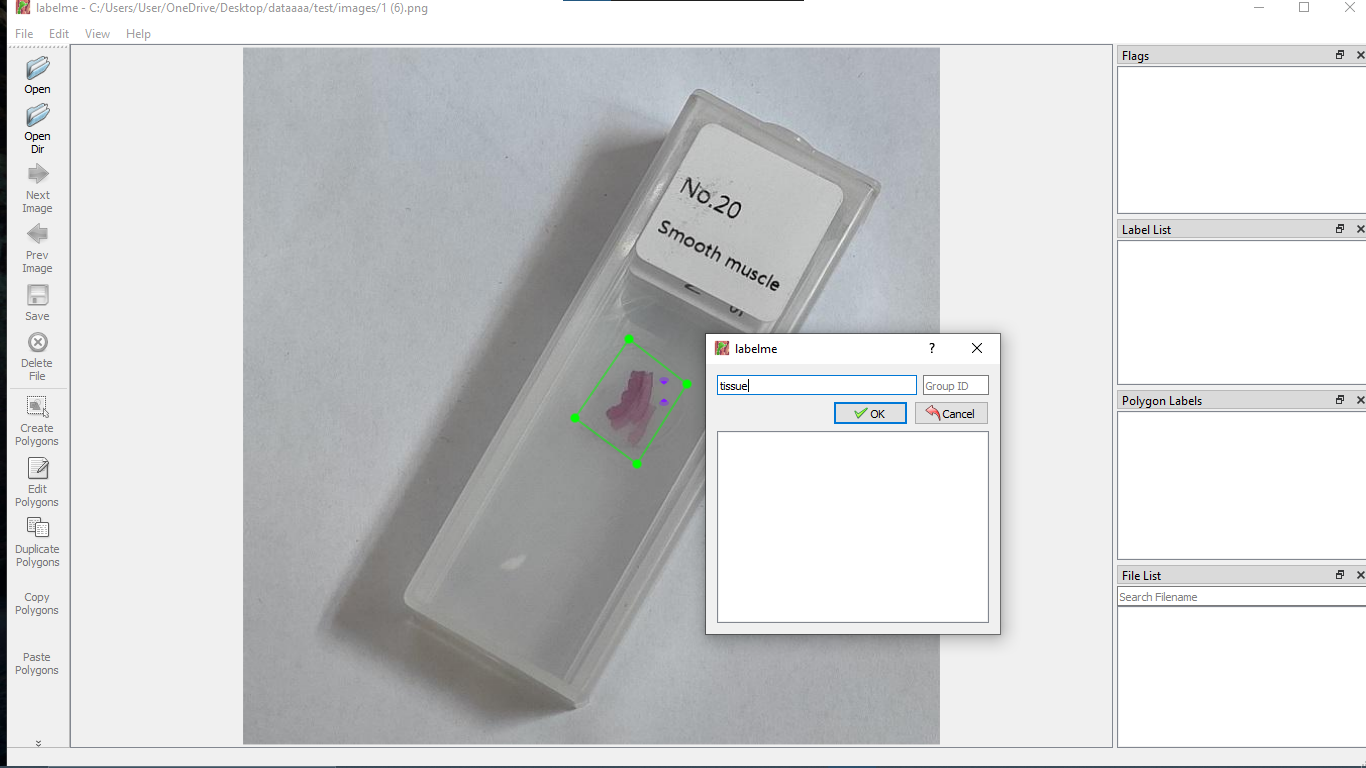 labelme - C:/Users/User/OneDrive/Desktop/dataaaa/test/images/1 (6).png
File Edit View Help
Open
Open
Dir
Next
Image
Prev
Image
Save
Delete
File
Create
Polygons
Edit
Polygons
Duplicate
Polygons
Copy
Polygons
Paste
Polygons
No.20
Smooth muscle
labelme
?
tissue
Group ID
OK
Cancel
Flags
Label List
Polygon Labels
File List
Search Filename